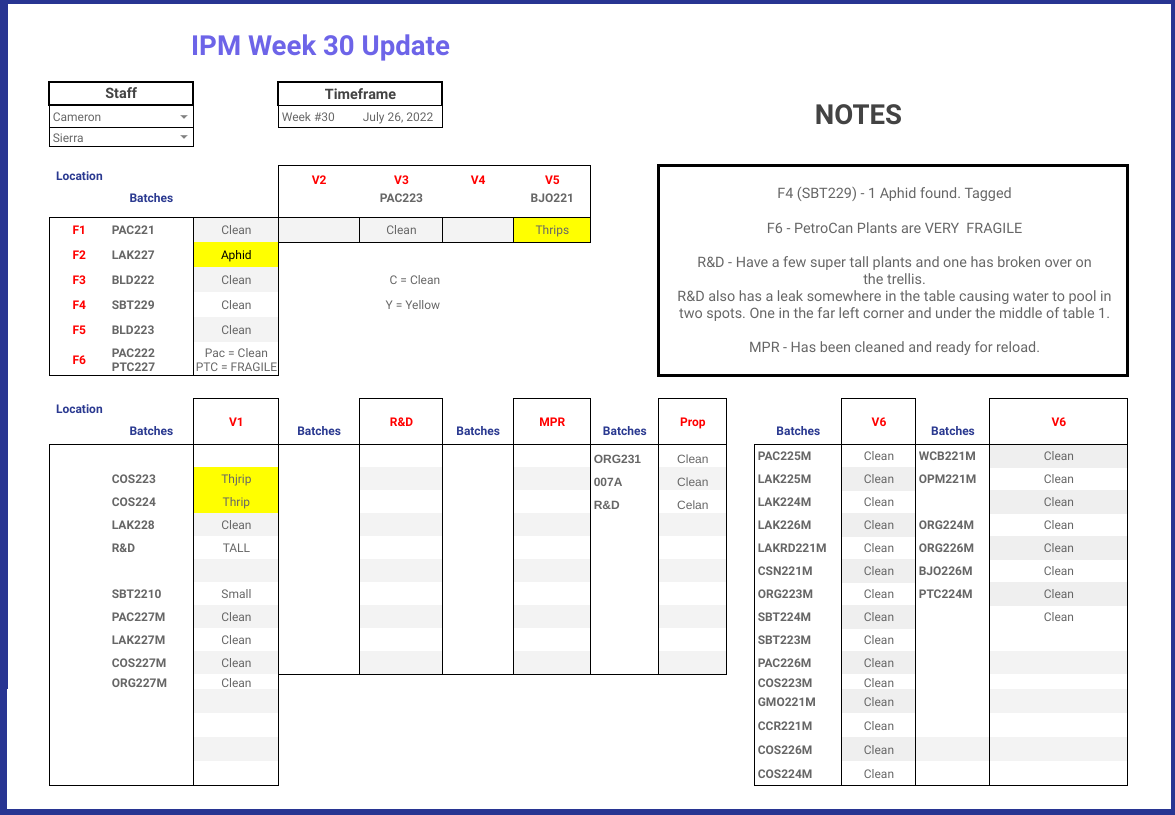 IPM Week 30 Update
Staff
Cameron
Sierra
Timeframe
Week #30 July 26, 2022
NOTES
Location
Batches
V2 V3 V4 V5
PAC223 BJO221
F1 PAC221 Clean Clean Thrips
F2 LAK227 Aphid
F3 BLD222 Clean C = Clean
F4 SBT229 Clean Y = Yellow
F5 BLD223 Clean
F6 PAC222 Pac = Clean
PTC227 PTC = FRAGILE
F4 (SBT229) - 1 Aphid found. Tagged
F6 - PetroCan Plants are VERY FRAGILE
R&D - Have a few super tall plants and one has broken over on
the trellis.
R&D also has a leak somewhere in the table causing water to pool in
two spots. One in the far left corner and under the middle of table 1.
MPR - Has been cleaned and ready for reload.
Location
Batches V1 Batches R&D Batches MPR Batches Prop
ORG231 Clean
COS223 Thjrip 007A Clean
COS224 Thrip R&D Celan
LAK228 Clean
R&D TALL
SBT2210 Small
PAC227M Clean
LAK227M Clean
COS227M Clean
ORG227M Clean
Batches V6 Batches V6
PAC225M Clean WCB221M Clean
LAK225M Clean OPM221M Clean
LAK224M Clean Clean
LAK226M Clean ORG224M Clean
LAKRD221M Clean ORG226M Clean
CSN221M Clean BJO226M Clean
ORG223M Clean PTC224M Clean
SBT224M Clean Clean
SBT223M Clean
PAC226M Clean
COS223M Clean
GMO221M Clean
CCR221M Clean
COS226M Clean
COS224M Clean